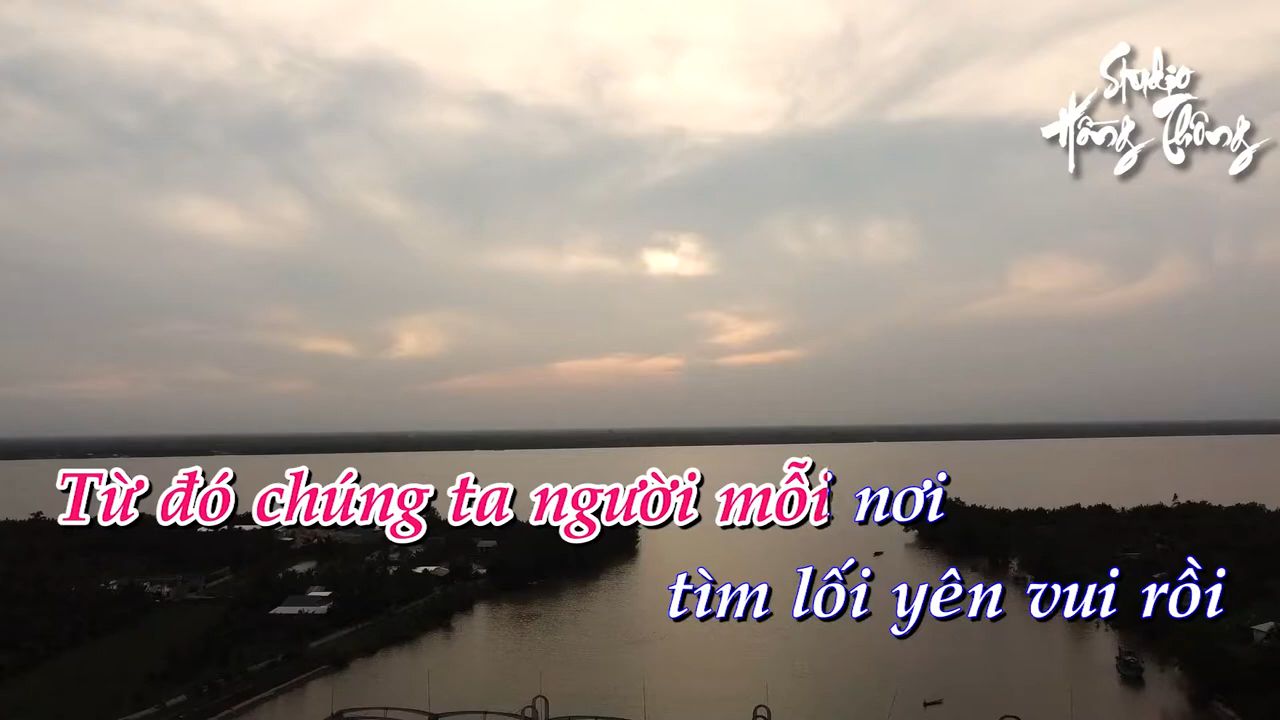 Studio
Hồng Thông
Từ đó chúng ta người mỗi nơi
tìm lối yên vui rồi